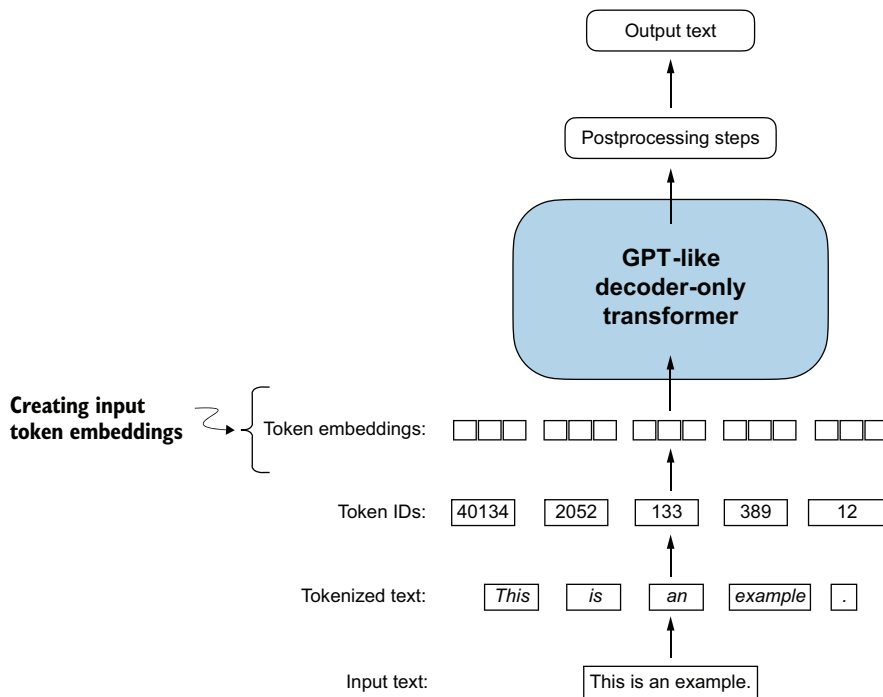 Output text
Postprocessing steps
GPT-like
decoder-only
transformer
Creating input
token embeddings
Token embeddings:
Token IDs: 40134 2052 133 389 12
Tokenized text: This is an example .
Input text: This is an example.